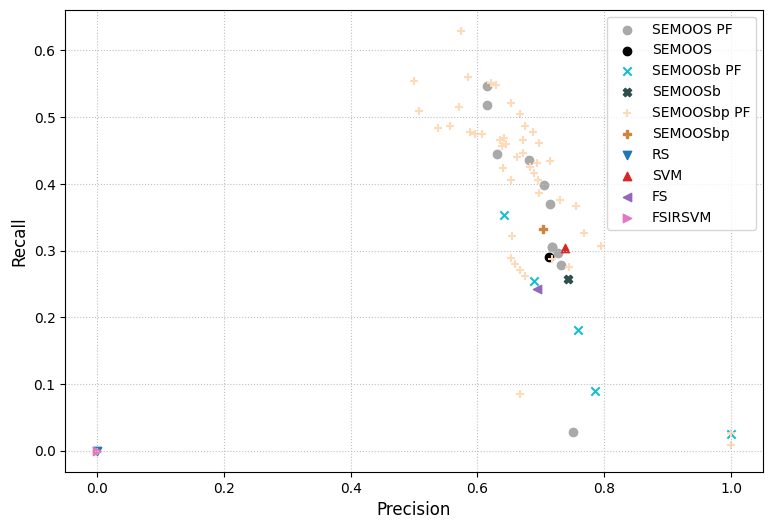 SEMOOS PF
SEMOOS
SEMOOSb PF
SEMOOSb
SEMOOSbp PF
SEMOOSbp
RS
SVM
FS
FSIRSVM
Recall
0.6
0.5
0.4
0.3
0.2
0.1
0.0
0.0 0.2 0.4 0.6 0.8 1.0
Precision